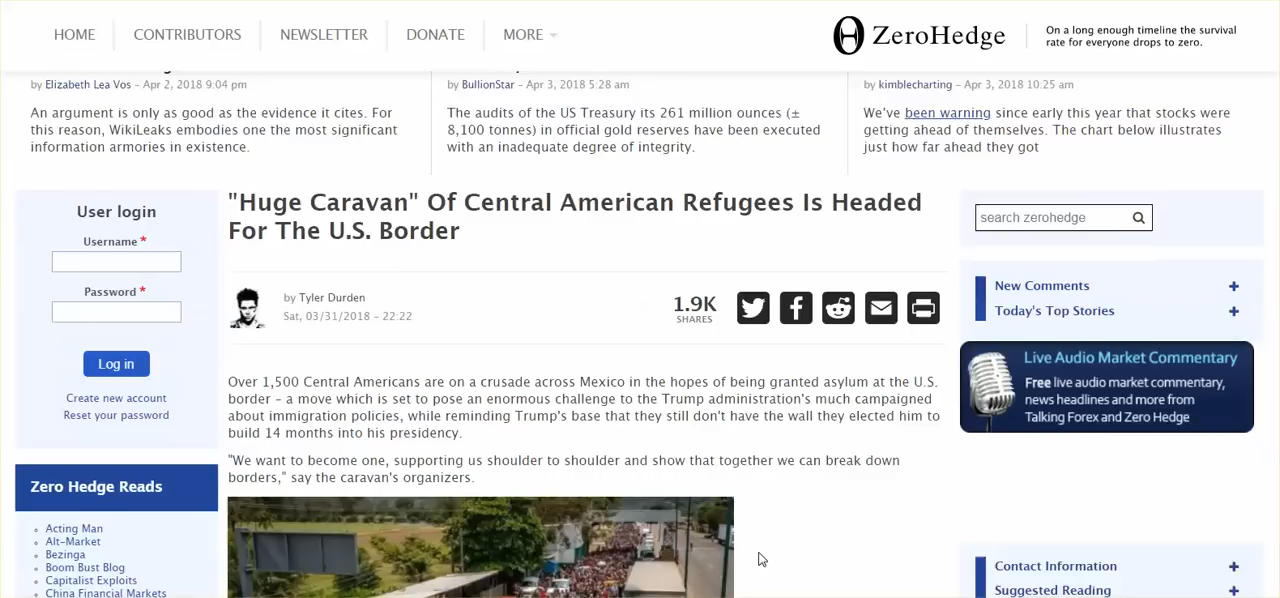 HOME
CONTRIBUTORS
NEWSLETTER
DONATE
MORE
ZeroHedge
On a long enough timeline the survival
rate for everyone drops to zero.
by Elizabeth Lea Vos – Apr 2, 2018 9:04 pm
An argument is only as good as the evidence it cites. For
this reason, WikiLeaks embodies one the most significant
information armories in existence.
by BullionStar – Apr 3, 2018 5:28 am
The audits of the US Treasury its 261 million ounces (±
8,100 tonnes) in official gold reserves have been executed
with an inadequate degree of integrity.
by kimblecharting – Apr 3, 2018 10:25 am
We've been warning since early this year that stocks were
getting ahead of themselves. The chart below illustrates
just how far ahead they got
User login
Username *
Password *
Log in
Create new account
Reset your password
Zero Hedge Reads
Acting Man
Alt-Market
Bezinga
Boom Bust Blog
Capitalist Exploits
China Financial Markets
"Huge Caravan" Of Central American Refugees Is Headed
For The U.S. Border
by Tyler Durden
Sat, 03/31/2018 – 22:22
1.9K
SHARES
Over 1,500 Central Americans are on a crusade across Mexico in the hopes of being granted asylum at the U.S.
border – a move which is set to pose an enormous challenge to the Trump administration's much campaigned
about immigration policies, while reminding Trump's base that they still don't have the wall they elected him to
build 14 months into his presidency.
"We want to become one, supporting us shoulder to shoulder and show that together we can break down
borders," say the caravan's organizers.
search zerohedge
New Comments +
Today's Top Stories +
Live Audio Market Commentary
Free live audio market commentary,
news headlines and more from
Talking Forex and Zero Hedge
Contact Information +
Suggested Reading +